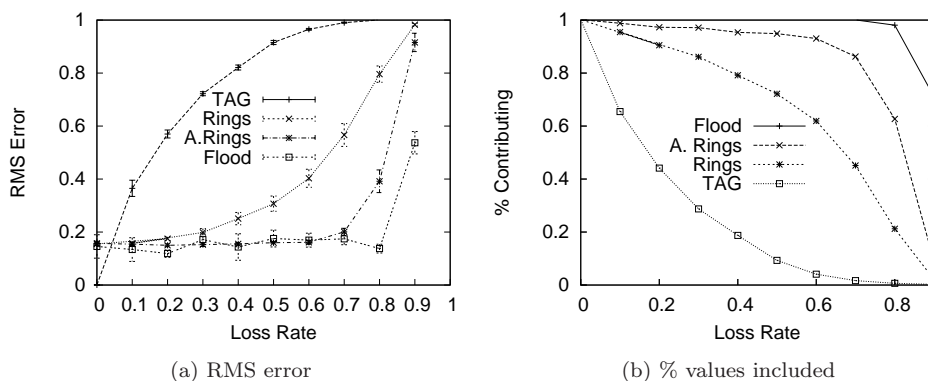 1
0.8
0.6
0.4
0.2
0
RMS Error
TAG
Rings
A.Rings
Flood
0 0.1 0.2 0.3 0.4 0.5 0.6 0.7 0.8 0.9 1
Loss Rate
(a) RMS error
1
0.8
0.6
0.4
0.2
0
% Contributing
Flood
A. Rings
Rings
TAG
0.2 0.4 0.6 0.8
Loss Rate
(b) % values included